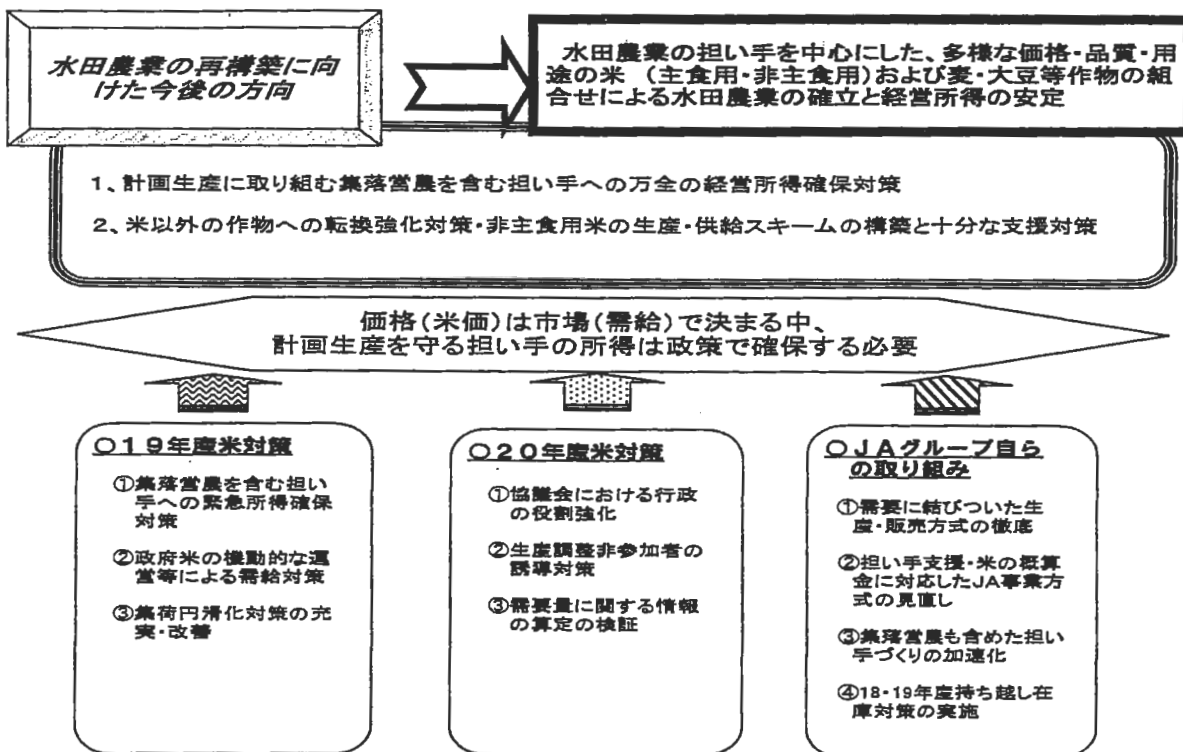 水田農業の再構築に向
けた今後の方向
水田農業の担い手を中心にした、多様な価格・品質・用
途の米 (主食用・非主食用)および麦・大豆等作物の組
合せによる水田農業の確立と経営所得の安定
1、計画生産に取り組む集落営農を含む担い手への万全の経営所得確保対策
2、米以外の作物への転換強化対策・非主食用米の生産・供給スキームの構築と十分な支援対策
価格(米価)は市場(需給)で決まる中、
計画生産を守る担い手の所得は政策で確保する必要
○19年産米対策
①集落営農を含む担い
手への緊急所得確保
対策
②政府米の機動的な運
営等による需給対策
③集荷円滑化対策の充
実・改善
○20年産米対策
①協議会における行政
の役割強化
②生産調整非参加者の
誘導対策
③需要量に関する情報
の算定の検証
○JAグループ自ら
の取り組み
①需要に結びついた生
産・販売方式の徹底
②担い手支援・米の概算
金に対応したJA事業方
式の見直し
③集落営農も含めた担い
手づくりの加速化
④18・19年産持ち越し在
庫対策の実施